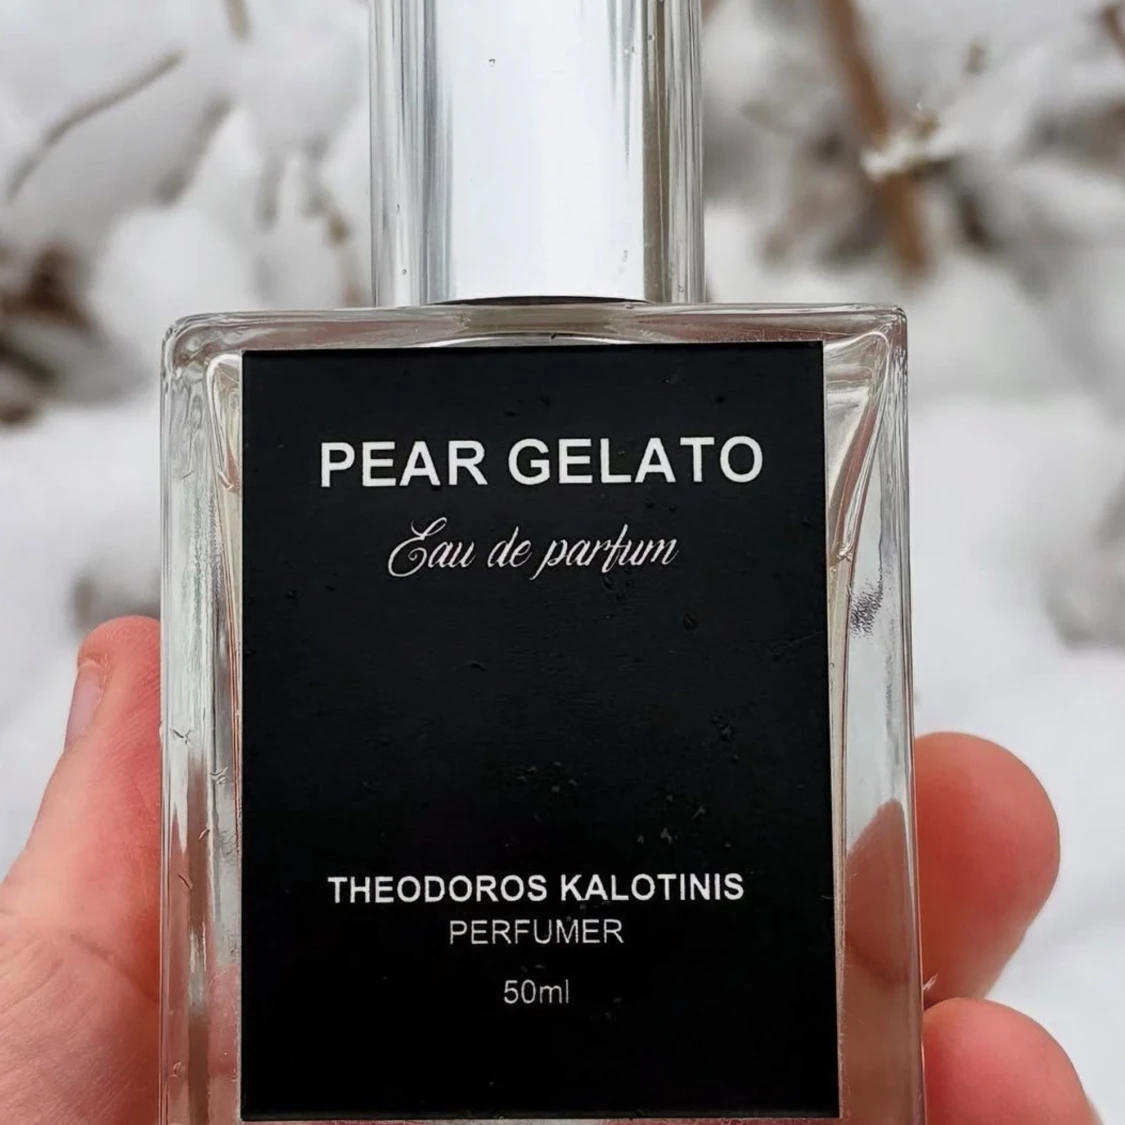 PEAR GELATO
Eau de parfum
THEODOROS KALOTINIS
PERFUMER
50ml